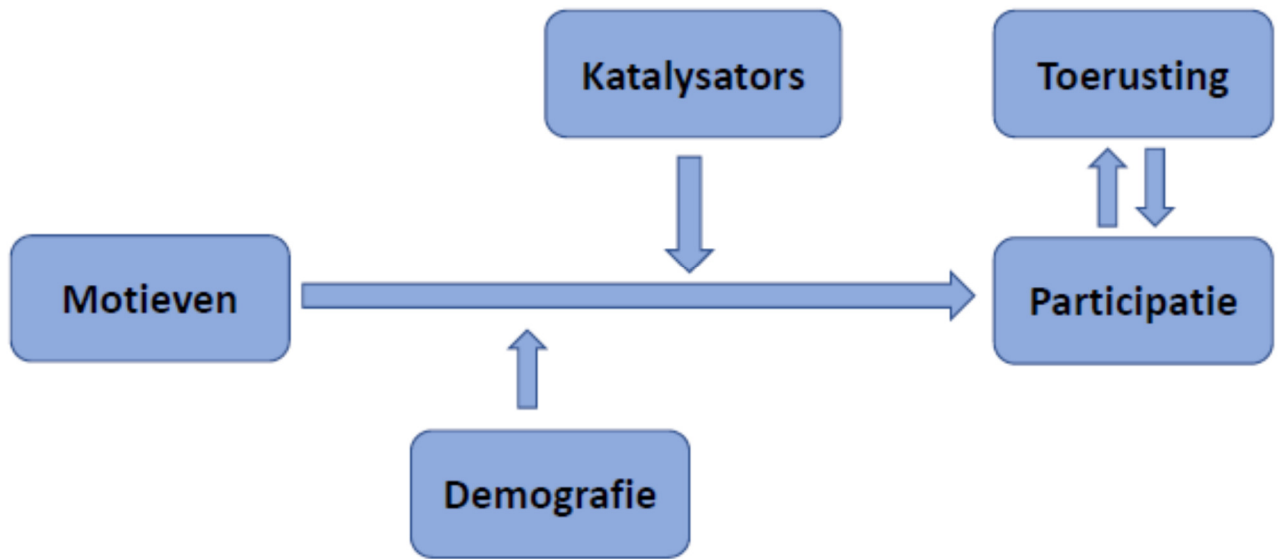 Katalysators
Toerusting
Motieven
Participatie
Demografie